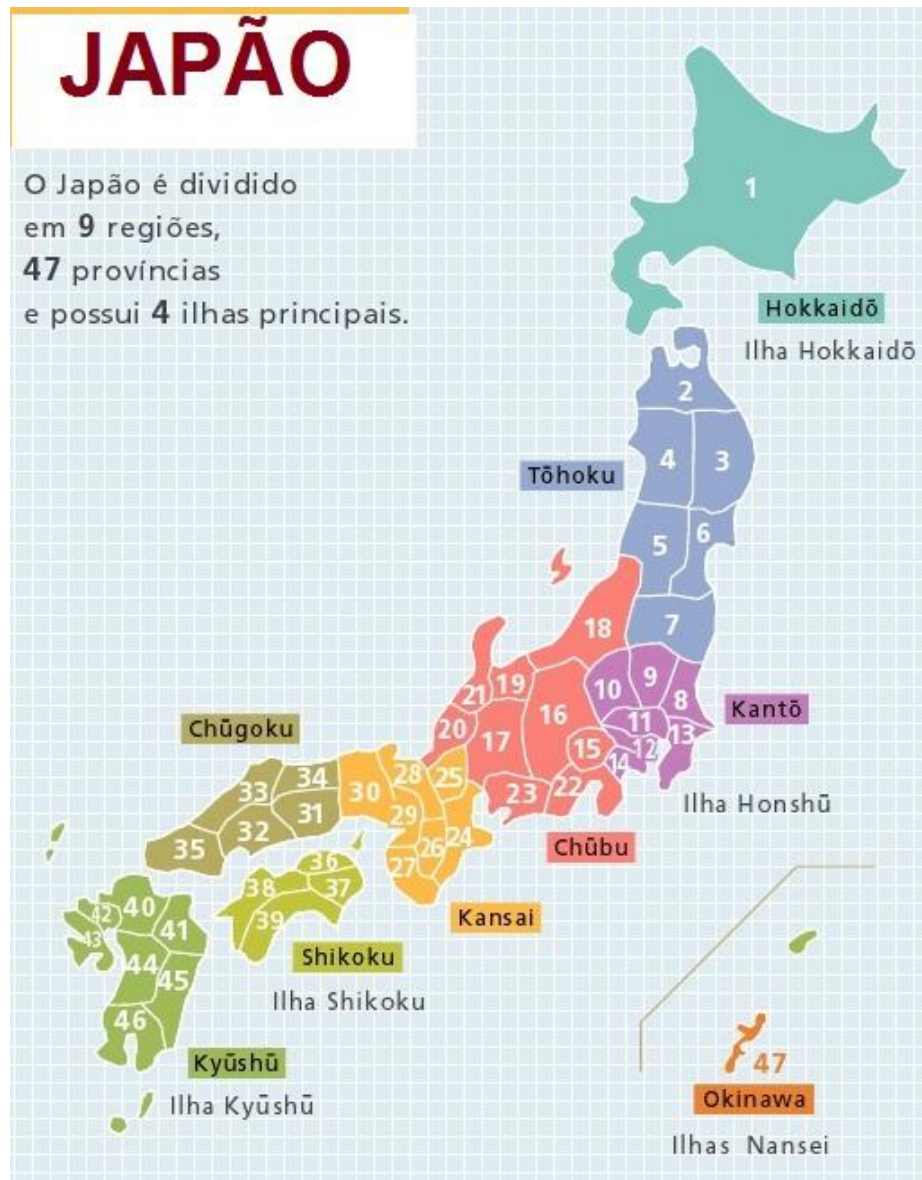 JAPÃO
O Japão é dividido
em 9 regiões,
47 províncias
e possui 4 ilhas principais.
1
Hokkaidō
Ilha Hokkaidō
2
4
3
Tōhoku
5
6
7
18
10
9
8
Kantō
21
19
16
11
13
20
17
15
12
14
Chūgoku
28
25
22
34
33
30
23
Ilha Honshū
31
29
35
32
24
Chūbu
36
26
27
38
37
42
40
39
Kansai
41
43
Shikoku
44
45
Ilha Shikoku
46
Kyūshū
47
Ilha Kyūshū
Okinawa
Ilhas Nansei